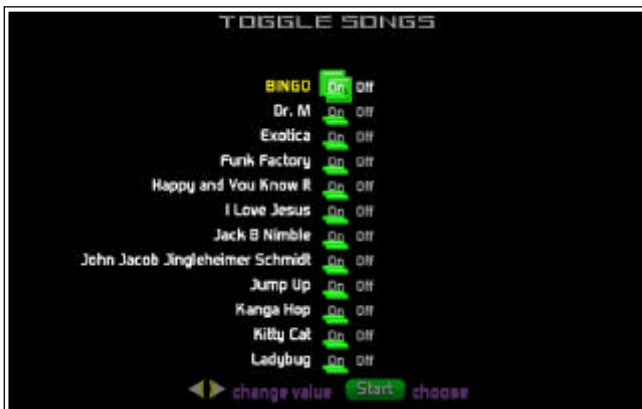 TOGGLE SONGS
BINGO On Off
Dr. M On Off
Exotica On Off
Funk Factory On Off
Happy and You Know It On Off
I Love Jesus On Off
Jack B Nimble On Off
John Jacob Jingleheimer Schmidt On Off
Jump Up On Off
Kanga Hop On Off
Kitty Cat On Off
Ladybug On Off
change value Start choose